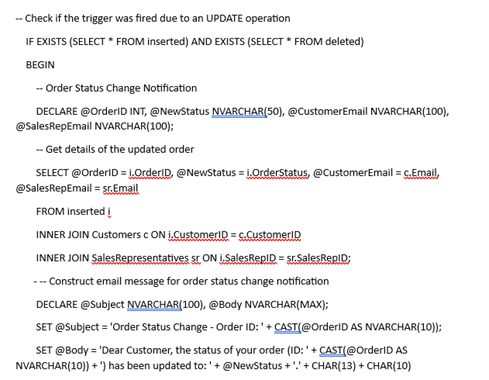 -- Check if the trigger was fired due to an UPDATE operation
IF EXISTS (SELECT * FROM inserted) AND EXISTS (SELECT * FROM deleted)
BEGIN
-- Order Status Change Notification
DECLARE @OrderID INT, @NewStatus NVARCHAR(50), @CustomerEmail NVARCHAR(100),
@SalesRepEmail NVARCHAR(100);
-- Get details of the updated order
SELECT @OrderID = i.OrderID, @NewStatus = i.OrderStatus, @CustomerEmail = c.Email,
@SalesRepEmail = sr.Email
FROM inserted i
INNER JOIN Customers c ON i.CustomerID = c.CustomerID
INNER JOIN SalesRepresentatives sr ON i.SalesRepID = sr.SalesRepID;
- -- Construct email message for order status change notification
DECLARE @Subject NVARCHAR(100), @Body NVARCHAR(MAX);
SET @Subject = 'Order Status Change - Order ID: ' + CAST(@OrderID AS NVARCHAR(10));
SET @Body = 'Dear Customer, the status of your order (ID: ' + CAST(@OrderID AS
NVARCHAR(10)) + ') has been updated to: ' + @NewStatus + '.' + CHAR(13) + CHAR(10)